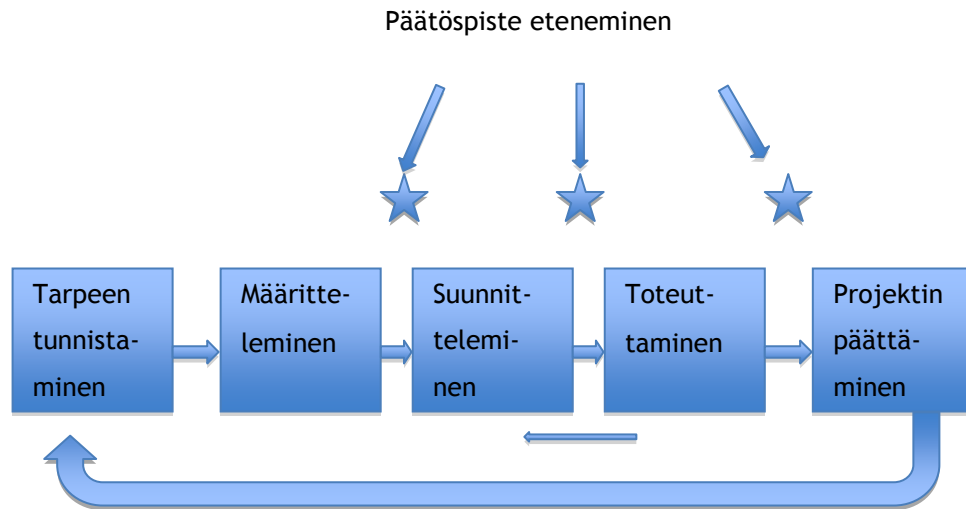 Päätöspiste eteneminen
Tarpeen
tunnista-
minen
Määritte-
leminen
Suunnit-
telemi-
nen
Toteut-
taminen
Projektin
päättä-
minen